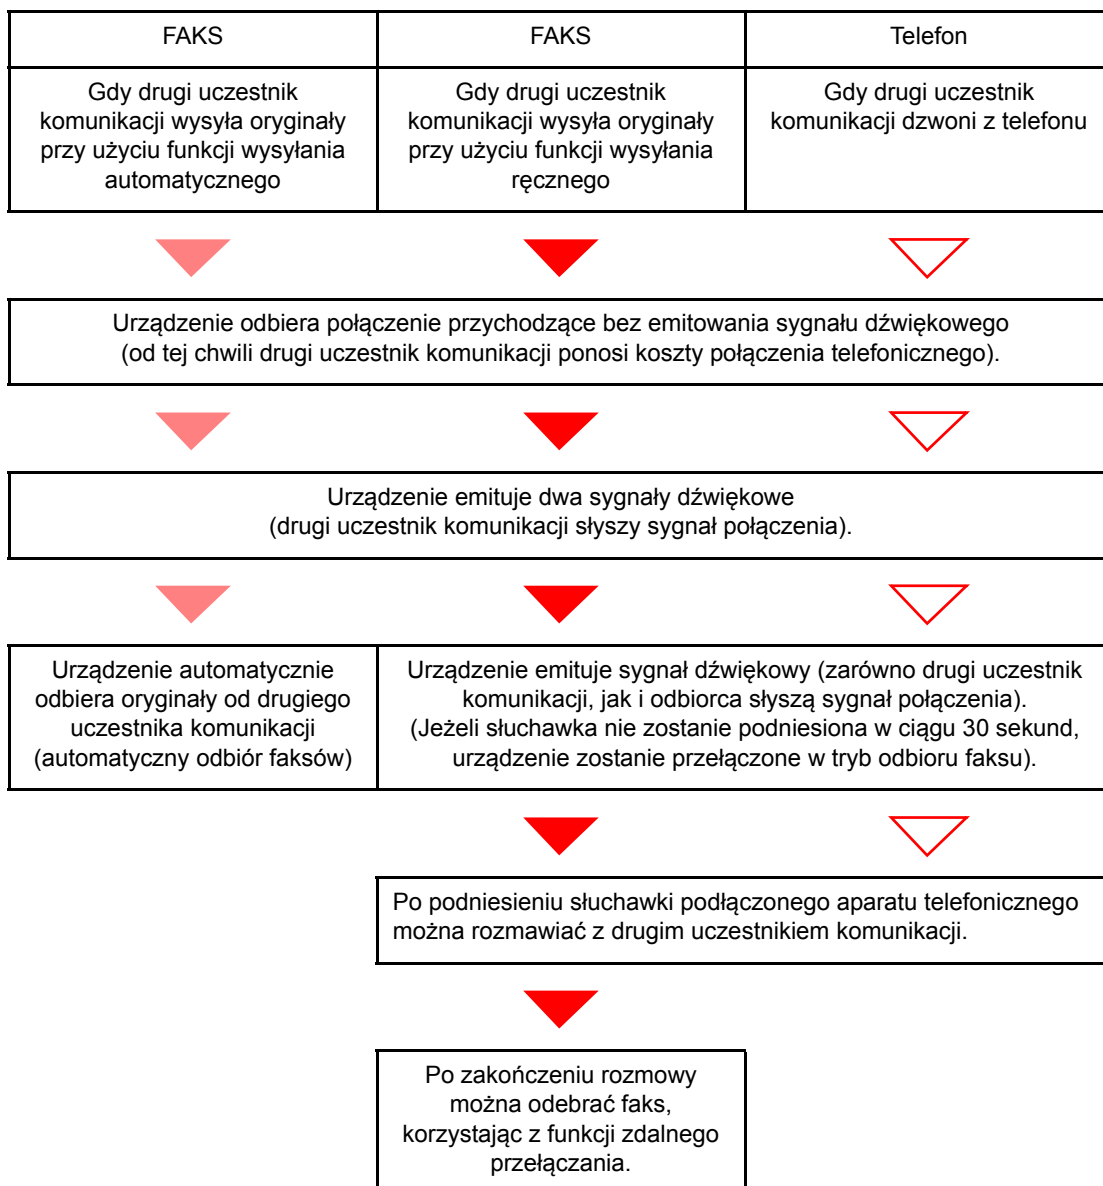 FAKS
FAKS
Telefon
Gdy drugi uczestnik
komunikacji wysyła oryginały
przy użyciu funkcji wysyłania
automatycznego
Gdy drugi uczestnik
komunikacji wysyła oryginały
przy użyciu funkcji wysyłania
ręcznego
Gdy drugi uczestnik
komunikacji dzwoni z telefonu
Urządzenie odbiera połączenie przychodzące bez emitowania sygnału dźwiękowego
(od tej chwili drugi uczestnik komunikacji ponosi koszty połączenia telefonicznego).
Urządzenie emituje dwa sygnały dźwiękowe
(drugi uczestnik komunikacji słyszy sygnał połączenia).
Urządzenie automatycznie
odbiera oryginały od drugiego
uczestnika komunikacji
(automatyczny odbiór faksów)
Urządzenie emituje sygnał dźwiękowy (zarówno drugi uczestnik
komunikacji, jak i odbiorca słyszą sygnał połączenia).
(Jeżeli słuchawka nie zostanie podniesiona w ciągu 30 sekund,
urządzenie zostanie przełączone w tryb odbioru faksu).
Po podniesieniu słuchawki podłączonego aparatu telefonicznego
można rozmawiać z drugim uczestnikiem komunikacji.
Po zakończeniu rozmowy
można odebrać faks,
korzystając z funkcji zdalnego
przełączania.